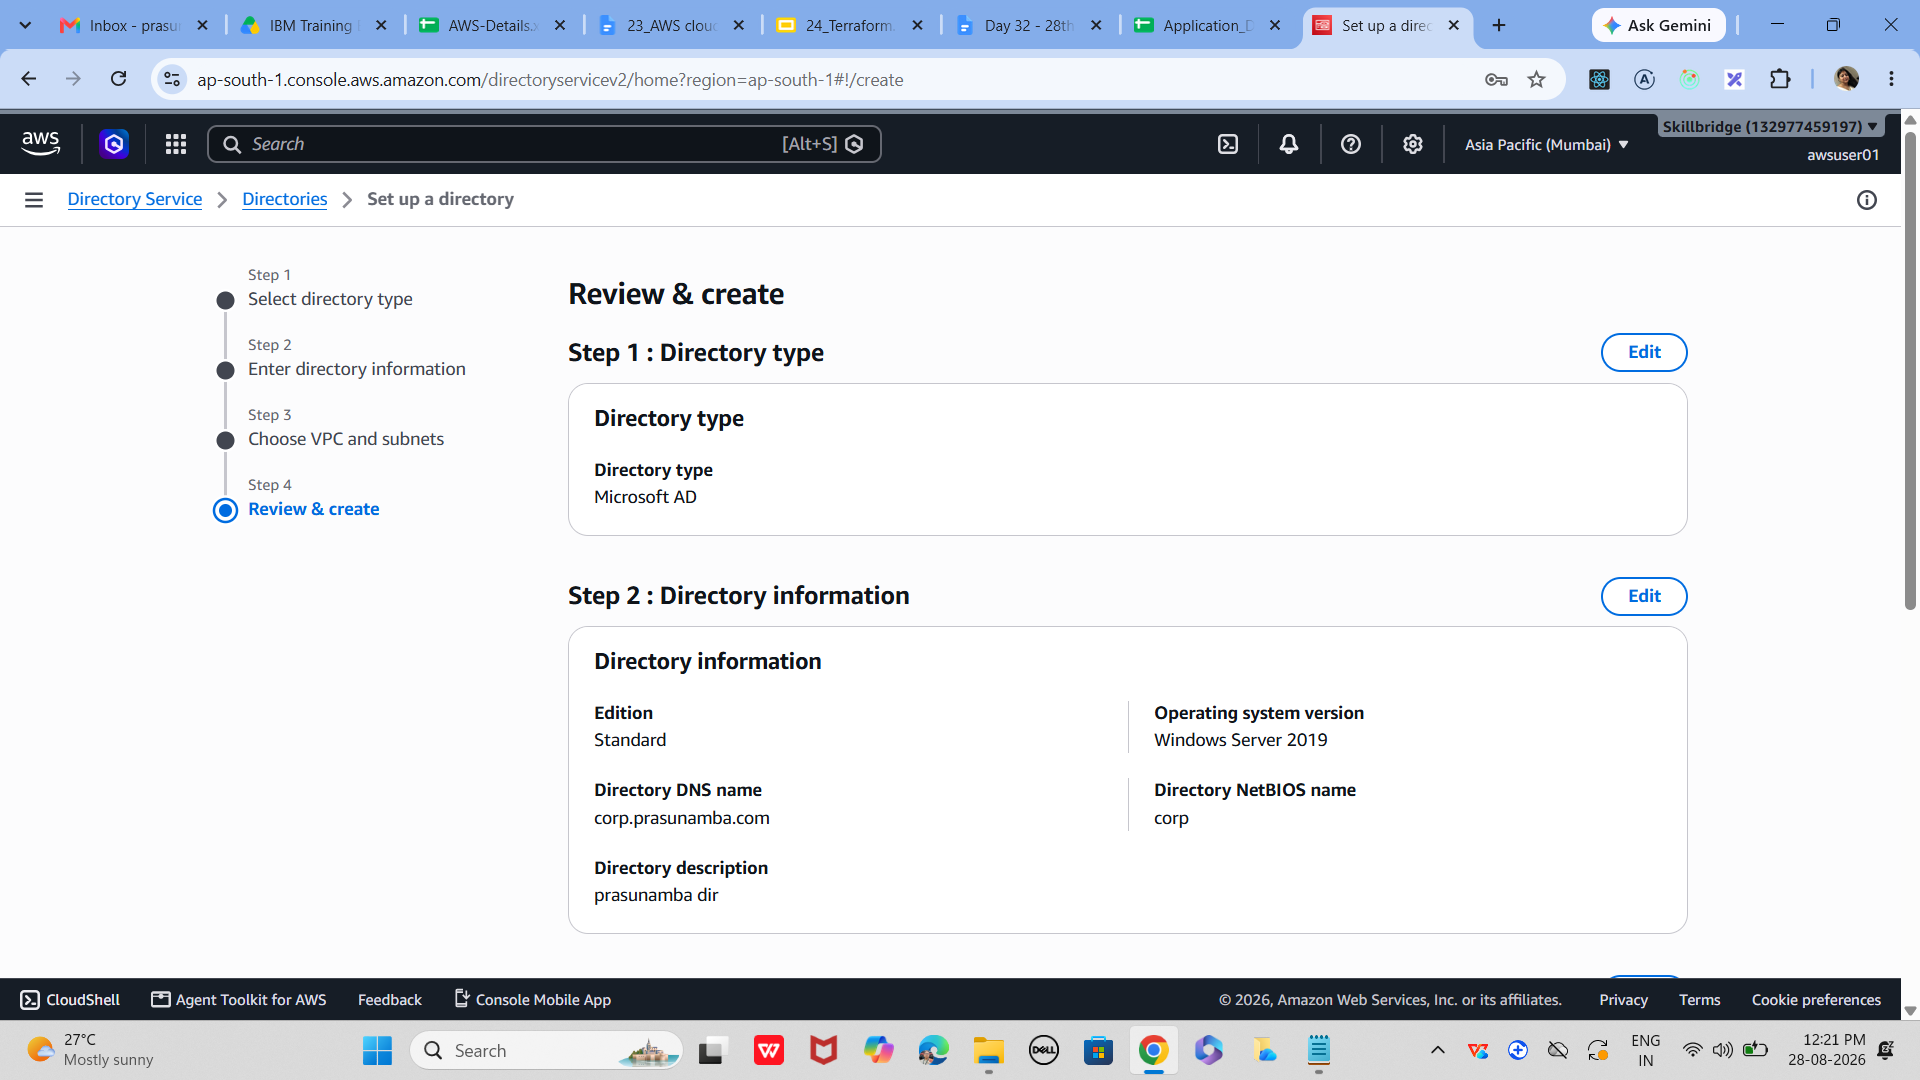 Inbox - prasu
IBM Training
AWS-Details.x
23_AWS clou
24_Terraform.
Day 32 - 28th
Application_D
Set up a direc
Ask Gemini
ap-south-1.console.aws.amazon.com/directoryservicev2/home?region=ap-south-1#!/create
aws
Search
[Alt+S]
Asia Pacific (Mumbai)
Skillbridge (132977459197)
awsuser01
Directory Service
Directories
Set up a directory
Step 1
Select directory type
Step 2
Enter directory information
Step 3
Choose VPC and subnets
Step 4
Review & create
Review & create
Step 1 : Directory type
Edit
Directory type
Directory type
Microsoft AD
Step 2 : Directory information
Edit
Directory information
Edition
Standard
Operating system version
Windows Server 2019
Directory DNS name
corp.prasunamba.com
Directory NetBIOS name
corp
Directory description
prasunamba dir
CloudShell
Agent Toolkit for AWS
Feedback
Console Mobile App
© 2026, Amazon Web Services, Inc. or its affiliates.
Privacy
Terms
Cookie preferences
27°C
Mostly sunny
Search
DELL
ENG
IN
12:21 PM
28-08-2026